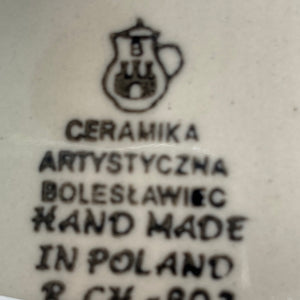 CERAMIKA
ARTYSTYCZNA
BOLESŁAWIEC
HAND MADE
IN POLAND